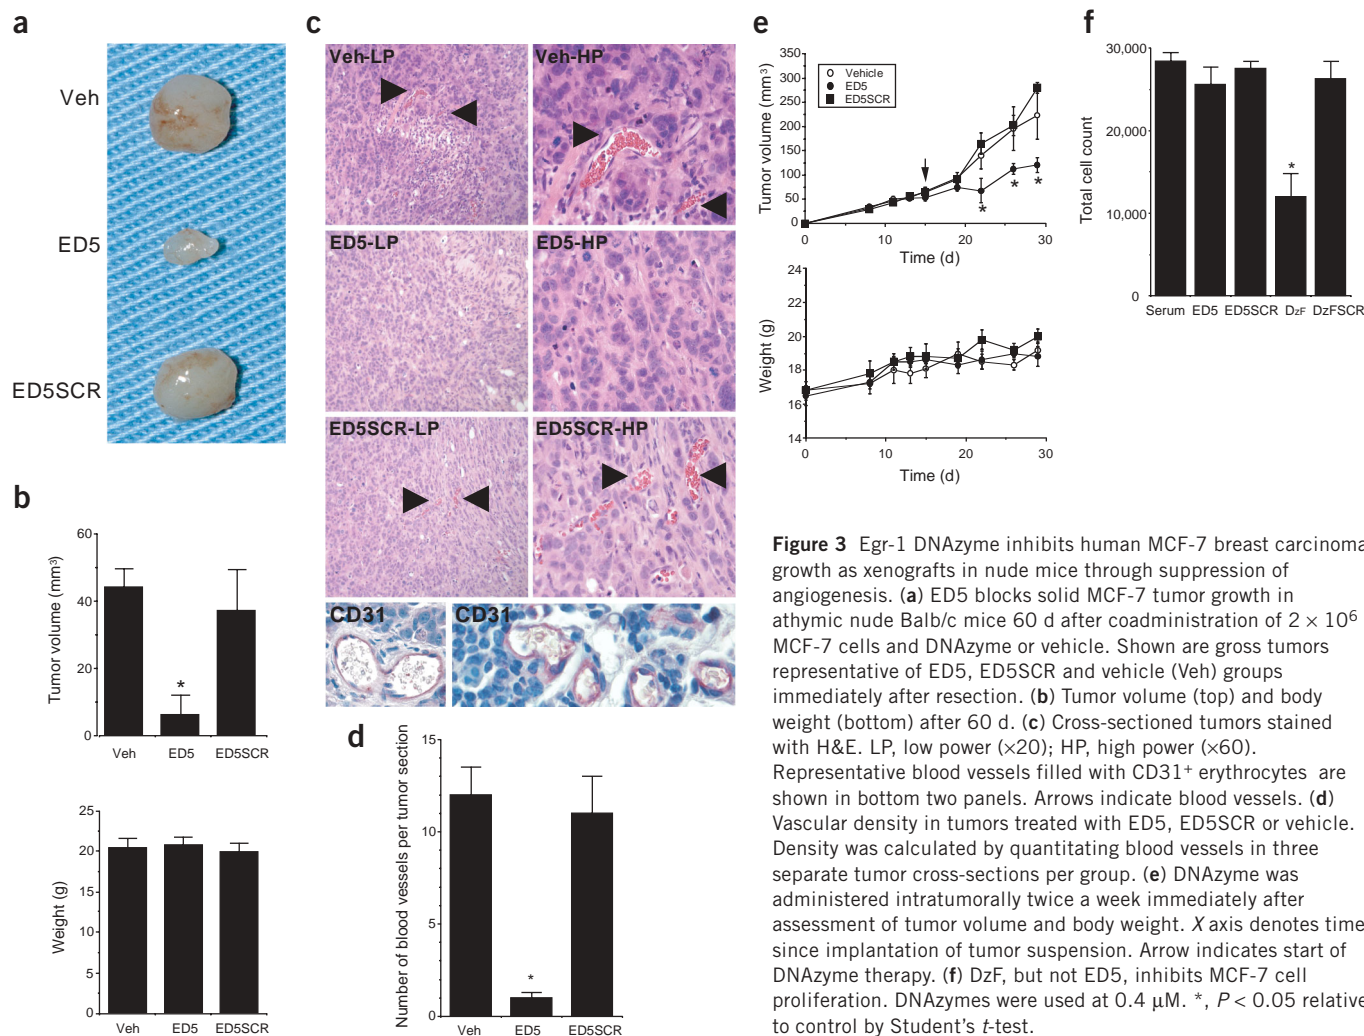 a
Veh
ED5
ED5SCR
b
Tumor volume (mm3)
60
40
20
0
*
Veh ED5 ED5SCR
Weight (g)
25
20
15
10
5
0
Veh ED5 ED5SCR
c
Veh-LP
Veh-HP
ED5-LP
ED5-HP
ED5SCR-LP
ED5SCR-HP
CD31
CD31
d
Number of blood vessels per tumor section
15
10
5
0
*
Veh ED5 ED5SCR
e
Tumor volume (mm3)
350
300
250
200
150
100
50
0
Vehicle
ED5
ED5SCR
*
*
*
0 10 20 30
Time (d)
Weight (g)
24
22
20
18
16
14
0 10 20 30
Time (d)
f
Total cell count
30,000
20,000
10,000
0
*
Serum ED5 ED5SCR DzF DzFSCR
Figure 3 Egr-1 DNAzyme inhibits human MCF-7 breast carcinoma
growth as xenografts in nude mice through suppression of
angiogenesis. (a) ED5 blocks solid MCF-7 tumor growth in
athymic nude Balb/c mice 60 d after coadministration of 2 × 10⁶
MCF-7 cells and DNAzyme or vehicle. Shown are gross tumors
representative of ED5, ED5SCR and vehicle (Veh) groups
immediately after resection. (b) Tumor volume (top) and body
weight (bottom) after 60 d. (c) Cross-sectioned tumors stained
with H&E. LP, low power (×20); HP, high power (×60).
Representative blood vessels filled with CD31⁺ erythrocytes are
shown in bottom two panels. Arrows indicate blood vessels. (d)
Vascular density in tumors treated with ED5, ED5SCR or vehicle.
Density was calculated by quantitating blood vessels in three
separate tumor cross-sections per group. (e) DNAzyme was
administered intratumorally twice a week immediately after
assessment of tumor volume and body weight. X axis denotes time
since implantation of tumor suspension. Arrow indicates start of
DNAzyme therapy. (f) DzF, but not ED5, inhibits MCF-7 cell
proliferation. DNAzymes were used at 0.4 μM. *, P < 0.05 relative
to control by Student's t-test.